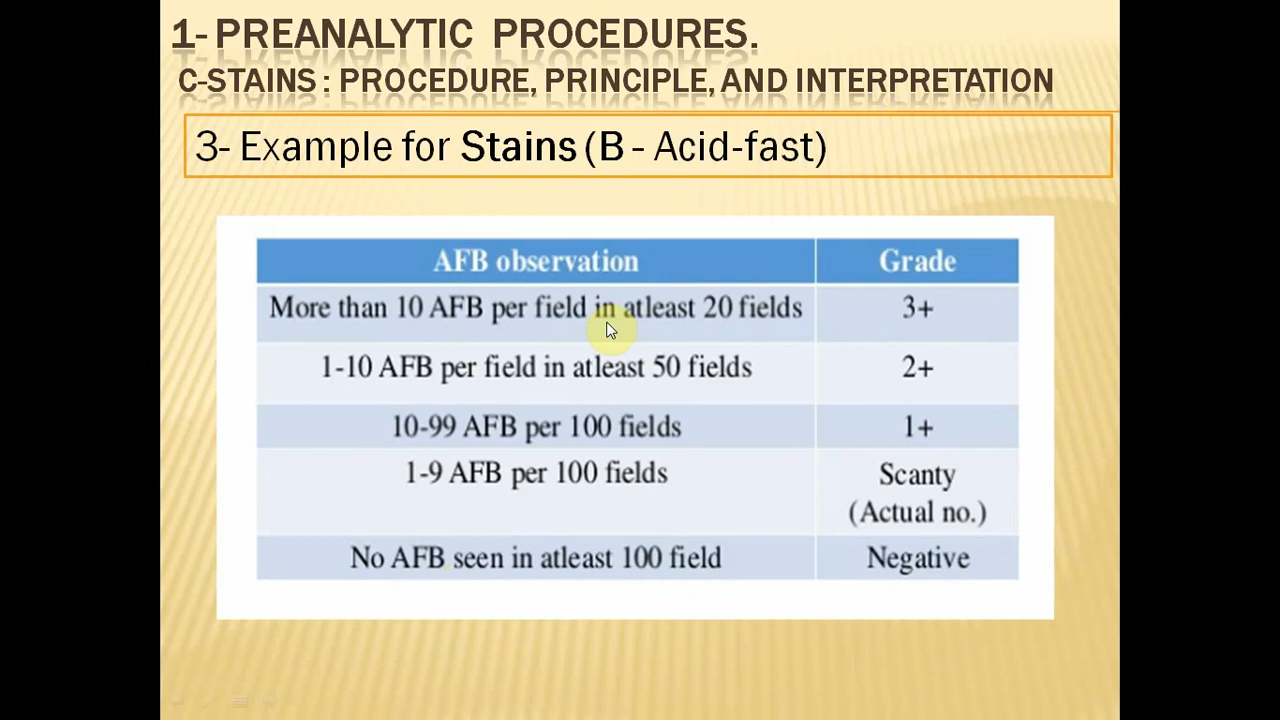 1- PREANALYTIC PROCEDURES.
C-STAINS : PROCEDURE, PRINCIPLE, AND INTERPRETATION
3- Example for Stains (B - Acid-fast)
AFB observation Grade
More than 10 AFB per field in atleast 20 fields 3+
1-10 AFB per field in atleast 50 fields 2+
10-99 AFB per 100 fields 1+
1-9 AFB per 100 fields Scanty
(Actual no.)
No AFB seen in atleast 100 field Negative